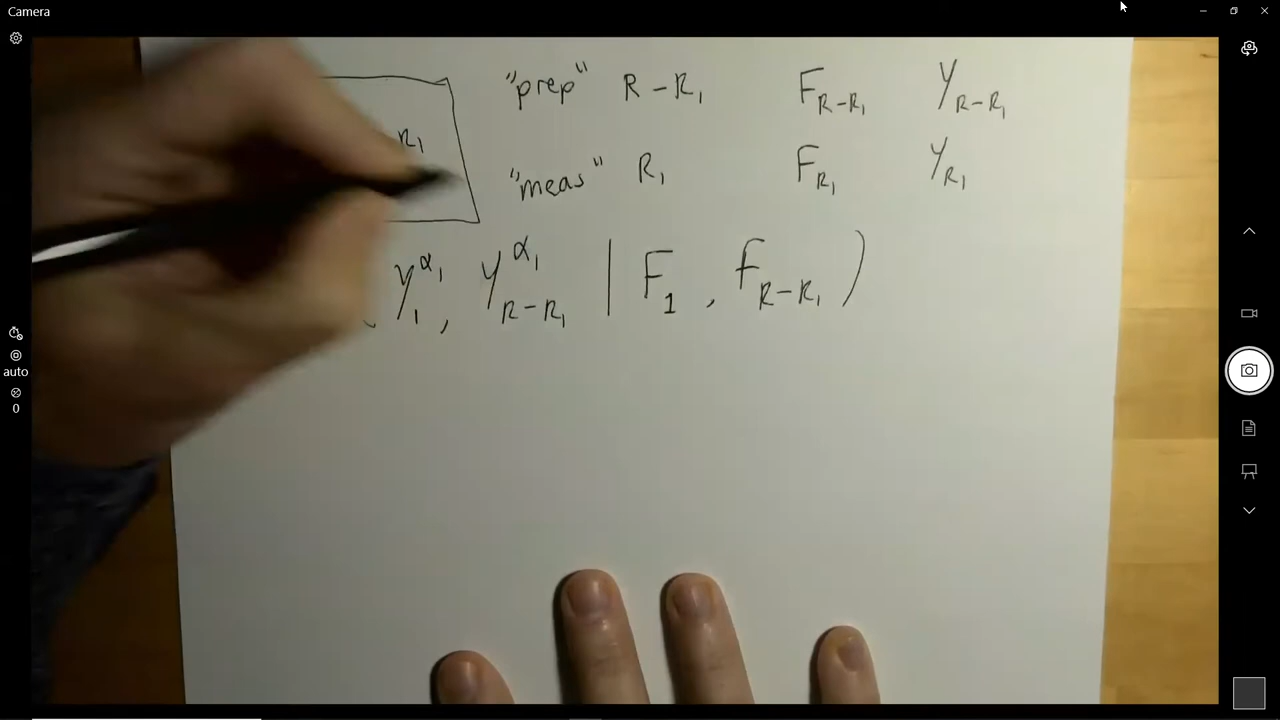 Camera
"prep" R-R₁ F_{R-R₁} Y_{R-R₁}
R₁
"meas" R₁ F_{R₁} Y_{R₁}
Y₁^{α₁}, Y_{R-R₁}^{α₁} | F₁, F_{R-R₁})
auto
0